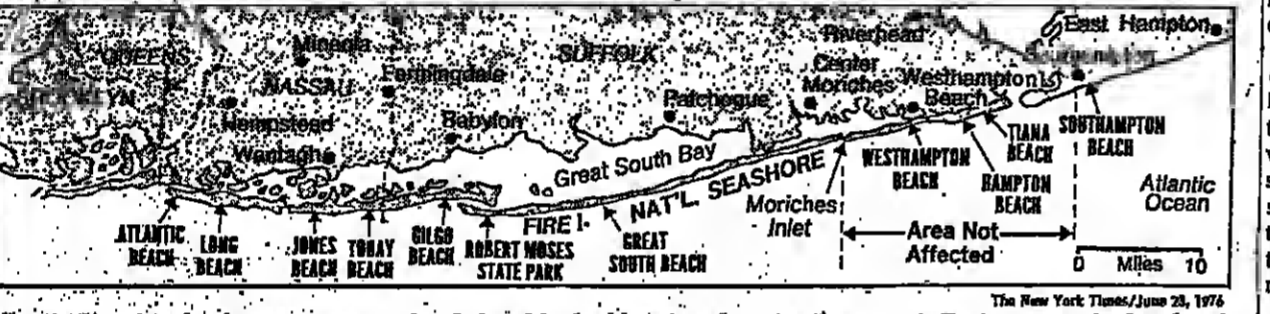 East Hampton
Riverhead
QUEENS
Mineola
SUFFOLK
Southampton
NASSAU
Farmingdale
Center
Moriches
Westhampton
Beach
BROOKLYN
Hempstead
Patchogue
Babylon
Wantagh
Great South Bay
ATLANTIC
BEACH
LONG
BEACH
JONES
BEACH
TOBAY
BEACH
GILGO
BEACH
ROBERT MOSES
STATE PARK
FIRE I.
NAT'L. SEASHORE
GREAT
SOUTH BEACH
Moriches
Inlet
WESTHAMPTON
BEACH
HAMPTON
BEACH
TIANA
BEACH
SOUTHAMPTON
BEACH
Atlantic
Ocean
Area Not
Affected
0 Miles 10
The New York Times/June 23, 1976